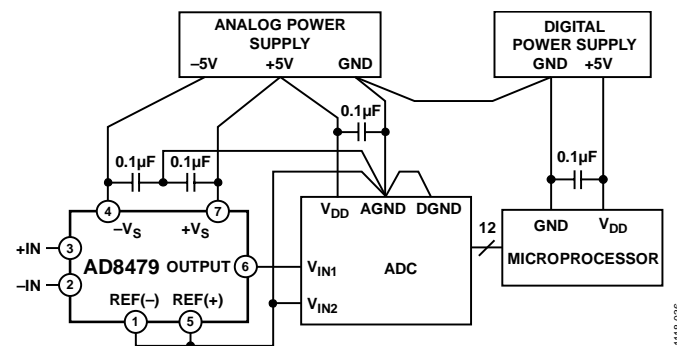 ANALOG POWER
SUPPLY
–5V +5V GND
DIGITAL
POWER SUPPLY
GND +5V
0.1µF
0.1µF 0.1µF
0.1µF
4 7
–VS +VS
VDD AGND DGND
GND VDD
12
MICROPROCESSOR
+IN 3
–IN 2
AD8479 OUTPUT 6
VIN1
ADC
VIN2
REF(–) REF(+)
1 5